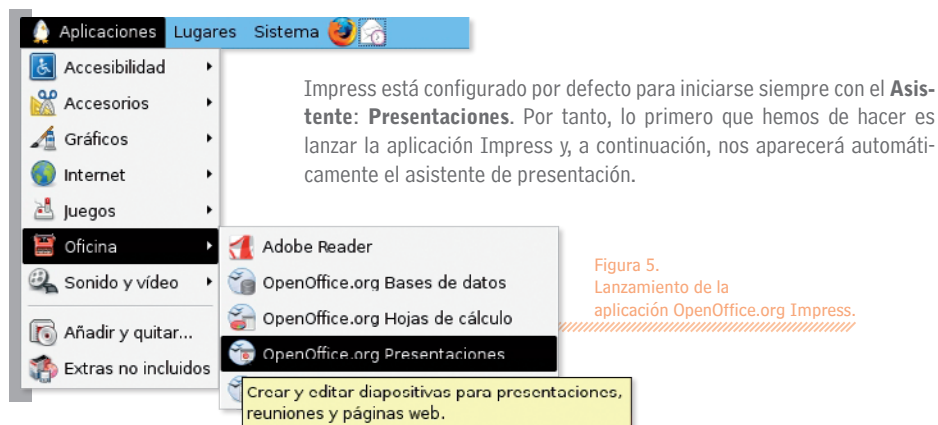 Aplicaciones Lugares Sistema
Accesibilidad
Accesorios
Gráficos
Internet
Juegos
Oficina
Sonido y vídeo
Añadir y quitar...
Extras no incluidos
Adobe Reader
OpenOffice.org Bases de datos
OpenOffice.org Hojas de cálculo
OpenOffice.org Presentaciones
Crear y editar diapositivas para presentaciones,
reuniones y páginas web.
Impress está configurado por defecto para iniciarse siempre con el Asis-
tente: Presentaciones. Por tanto, lo primero que hemos de hacer es
lanzar la aplicación Impress y, a continuación, nos aparecerá automáti-
camente el asistente de presentación.
Figura 5.
Lanzamiento de la
aplicación OpenOffice.org Impress.